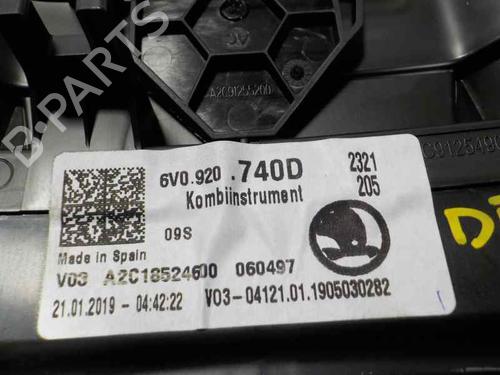 A2C91255200
C9125490
B-PARTS
6V0.920 .740D 2321
Kombiinstrument 205
09S
Made in Spain
V03 A2C18524600 060497
21.01.2019 - 04:42:22 V03-04121.01.1905030282